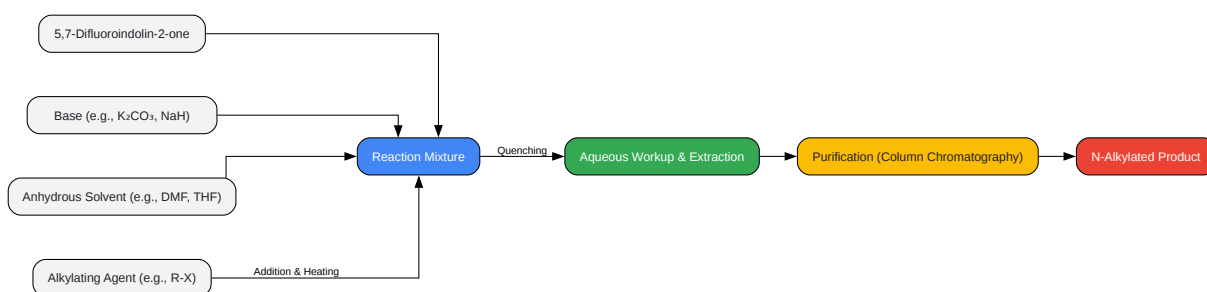 5,7-Difluoroindolin-2-one
Base (e.g., K₂CO₃, NaH)
Anhydrous Solvent (e.g., DMF, THF)
Alkylating Agent (e.g., R-X)
Addition & Heating
Reaction Mixture
Quenching
Aqueous Workup & Extraction
Purification (Column Chromatography)
N-Alkylated Product